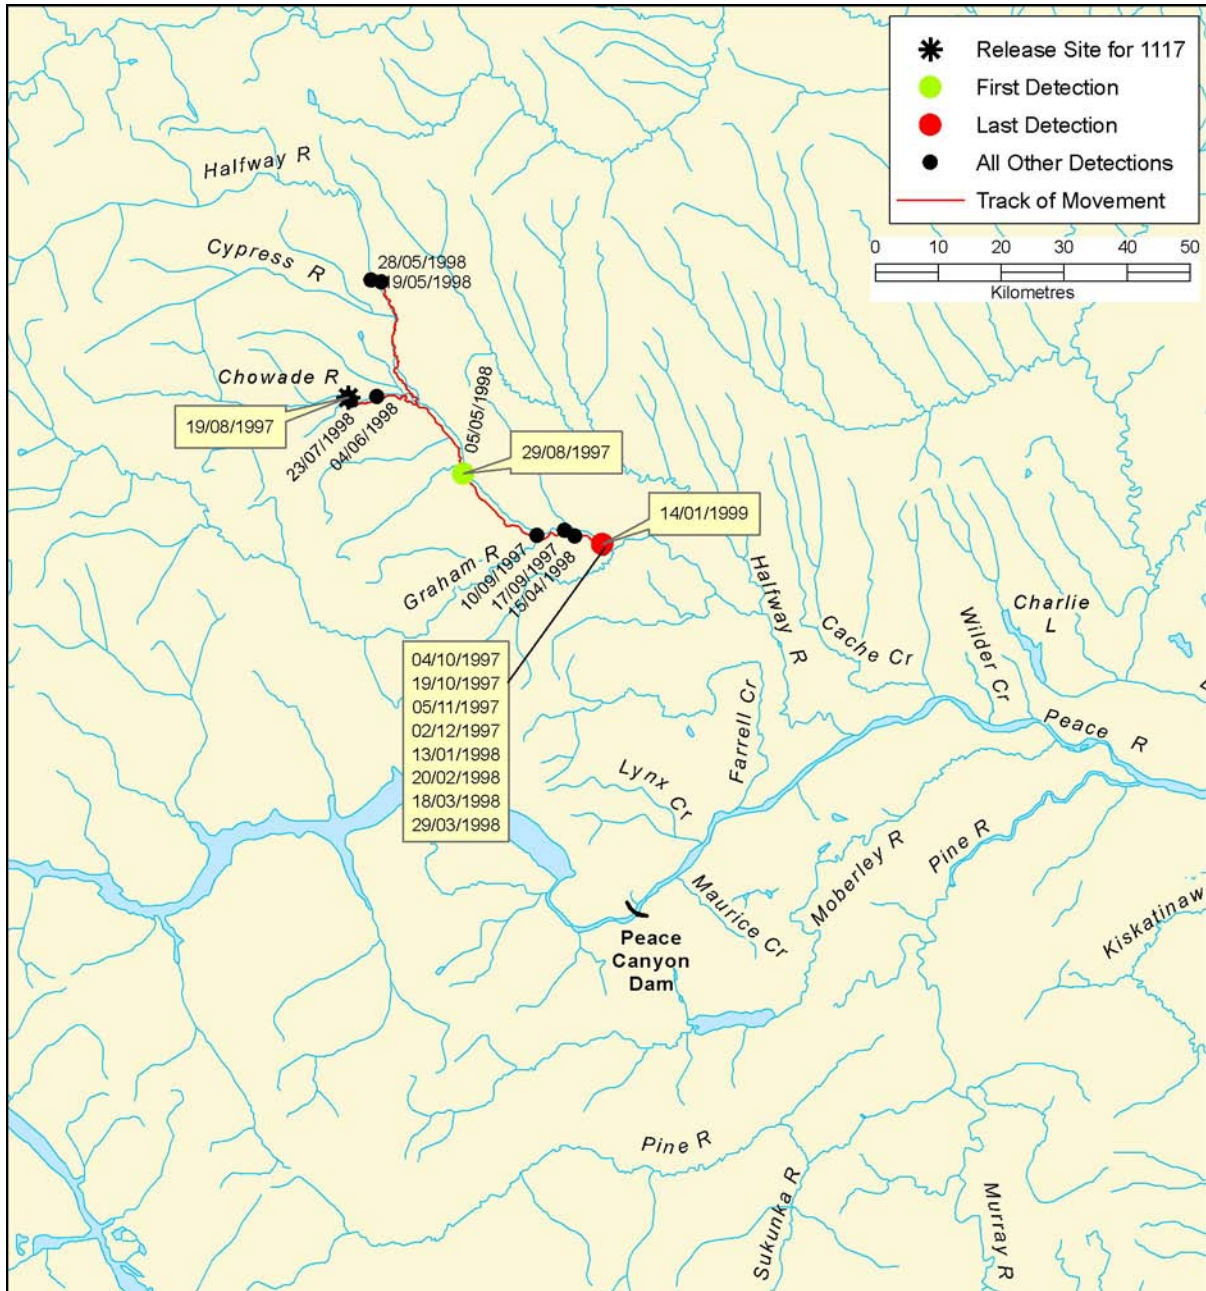 Release Site for 1117
First Detection
Last Detection
All Other Detections
Track of Movement
0 10 20 30 40 50
Kilometres
Halfway R
Cypress R
28/05/1998
19/05/1998
Chowade R
19/08/1997
23/07/1998
04/06/1998
05/05/1998
29/08/1997
14/01/1999
Graham R
10/09/1997
17/09/1997
15/04/1998
04/10/1997
19/10/1997
05/11/1997
02/12/1997
13/01/1998
20/02/1998
18/03/1998
29/03/1998
Halfway R
Cache Cr
Wilder Cr
Charlie
L
Peace R
Farrell Cr
Lynx Cr
Maurice Cr
Moberley R
Pine R
Kiskatinaw
Peace
Canyon
Dam
Pine R
Sukunka R
Murray R